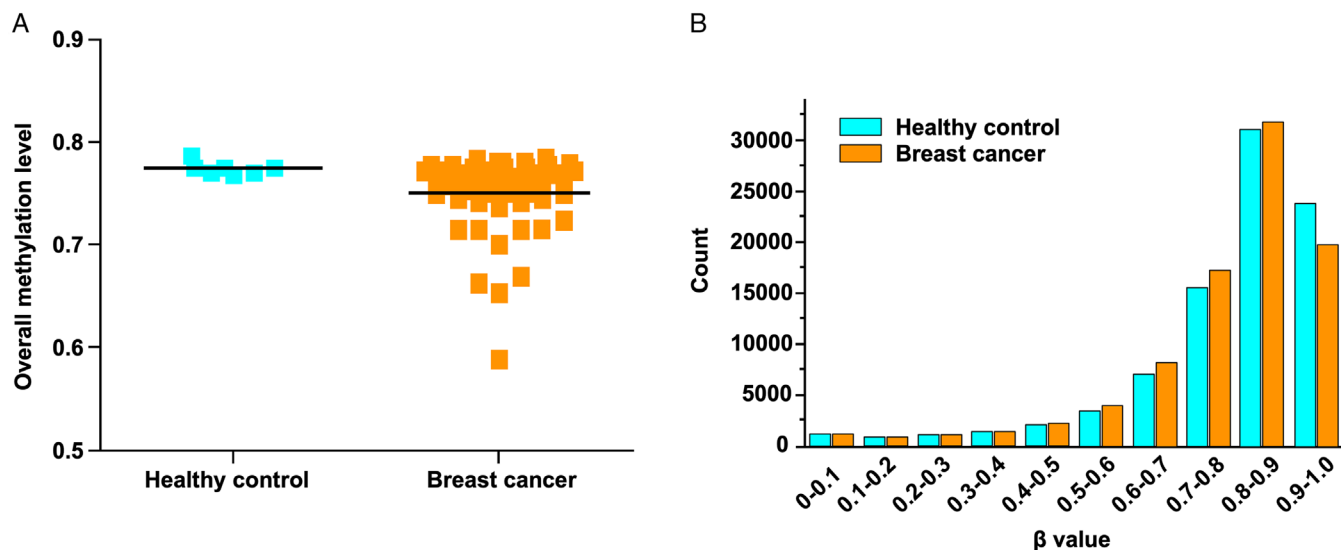 A
Overall methylation level
0.9
0.8
0.7
0.6
0.5
Healthy control
Breast cancer
B
Healthy control
Breast cancer
Count
30000
25000
20000
15000
10000
5000
0
0-0.1
0.1-0.2
0.2-0.3
0.3-0.4
0.4-0.5
0.5-0.6
0.6-0.7
0.7-0.8
0.8-0.9
0.9-1.0
β value